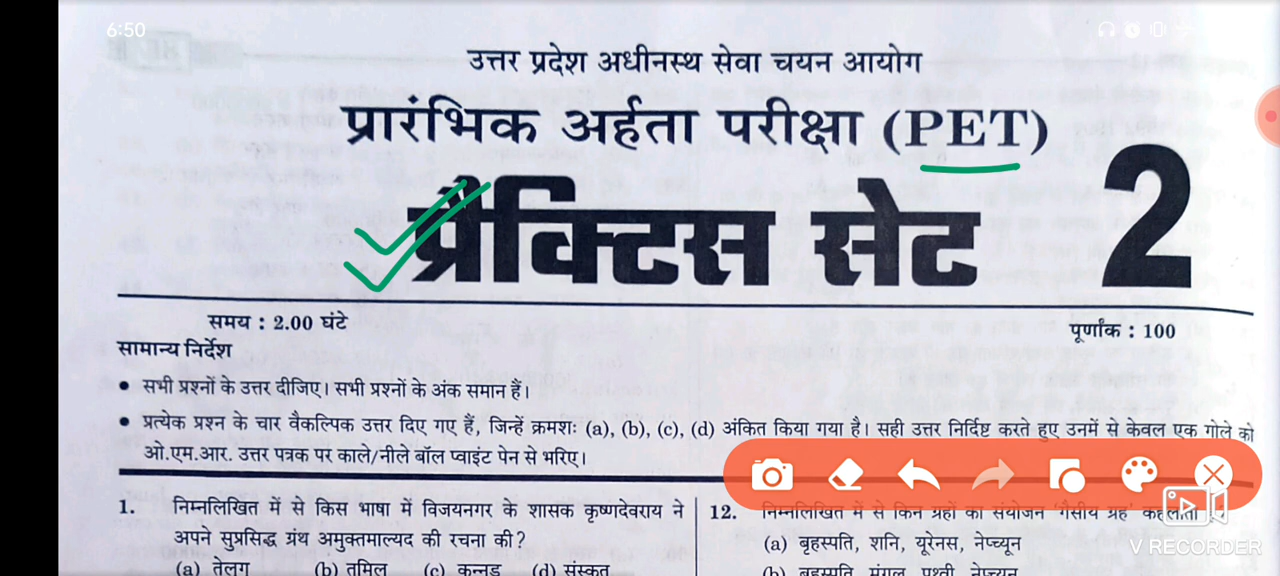 6:50
उत्तर प्रदेश अधीनस्थ सेवा चयन आयोग
प्रारंभिक अर्हता परीक्षा (PET)
प्रैक्टिस सेट 2
समय : 2.00 घंटे
पूर्णांक : 100
सामान्य निर्देश
• सभी प्रश्नों के उत्तर दीजिए। सभी प्रश्नों के अंक समान हैं।
• प्रत्येक प्रश्न के चार वैकल्पिक उत्तर दिए गए हैं, जिन्हें क्रमशः (a), (b), (c), (d) अंकित किया गया है। सही उत्तर निर्दिष्ट करते हुए उनमें से केवल एक गोले को
ओ.एम.आर. उत्तर पत्रक पर काले/नीले बॉल प्वाइंट पेन से भरिए।
1. निम्नलिखित में से किस भाषा में विजयनगर के शासक कृष्णदेवराय ने
अपने सुप्रसिद्ध ग्रंथ अमुक्तमाल्यद की रचना की?
(a) तेलुगु (b) तमिल (c) कन्नड़ (d) संस्कृत
12. निम्नलिखित में से किन ग्रहों का संयोजन 'गैसीय ग्रह' कहलाता
(a) बृहस्पति, शनि, यूरेनस, नेप्च्यून
(b) बृहस्पति, मंगल, पृथ्वी, नेप्च्यून
V RECORDER